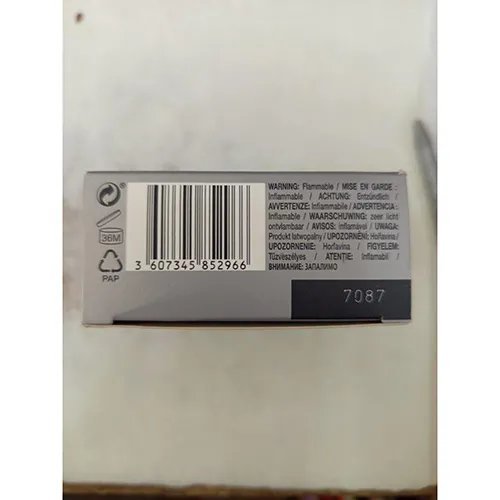 36M
PAP
3 607345 852966
WARNING: Flammable / MISE EN GARDE :
Inflammable / ACHTUNG: Entzündlich /
AVVERTENZE: Infiammabile / ADVERTENCIA :
Inflamable / WAARSCHUWING: zeer licht
ontvlambaar / AVISOS: inflamável / UWAGA:
Produkt łatwopalny / UPOZORNĚNÍ: Hořlavina /
UPOZORNENIE: Horľavina / FIGYELEM:
Tűzveszélyes / ATENȚIE: Inflamabil /
ВНИМАНИЕ: ЗАПАЛИМО
7087